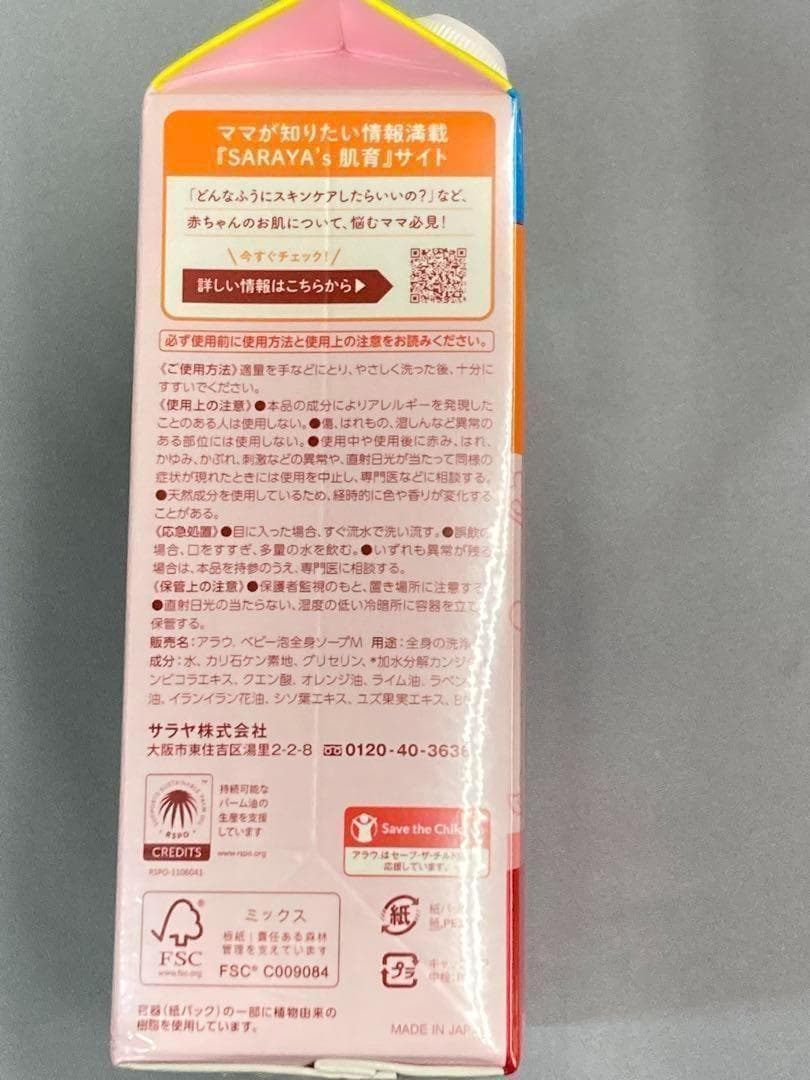 ママが知りたい情報満載
『SARAYA's 肌育』サイト
「どんなふうにスキンケアしたらいいの?」など、
赤ちゃんのお肌について、悩むママ必見!
今すぐチェック!
詳しい情報はこちらから▶
必ず使用前に使用方法と使用上の注意をお読みください。
《ご使用方法》適量を手などにとり、やさしく洗った後、十分に
すすいでください。
《使用上の注意》●本品の成分によりアレルギーを発現した
ことのある人は使用しない。●傷、はれもの、湿しんなど異常の
ある部位には使用しない。●使用中や使用後に赤み、はれ、
かゆみ、かぶれ、刺激などの異常や、直射日光が当たって同様の
症状が現れたときには使用を中止し、専門医などに相談する。
●天然成分を使用しているため、経時的に色や香りが変化する
ことがある。
《応急処置》●目に入った場合、すぐ流水で洗い流す。●誤飲の
場合、口をすすぎ、多量の水を飲む。●いずれも異常が残る
場合は、本品を持参のうえ、専門医に相談する。
《保管上の注意》●保護者監視のもと、置き場所に注意する
●直射日光の当たらない、湿度の低い冷暗所に容器を立て
保管する。
販売名:アラウ. ベビー泡全身ソープM 用途:全身の洗浄
成分:水、カリ石ケン素地、グリセリン、*加水分解カンジダ
ンビコラエキス、クエン酸、オレンジ油、ライム油、ラベン
油、イランイラン花油、シソ葉エキス、ユズ果実エキス、
サラヤ株式会社
大阪市東住吉区湯里2-2-8 0120-40-3636
SUPPORTS SUSTAINABLE PALM OIL
RSPO
CREDITS
RSPO-1106041
持続可能な
パーム油の
生産を支援
しています
www.rspo.org
Save the Chil
アラウ.はセーブ・ザ・チルド
応援しています。
FSC
www.fsc.org
ミックス
板紙｜責任ある森林
管理を支えています
FSC® C009084
紙
紙パッ
紙、PE
プラ
キャ
中栓:
容器(紙パック)の一部に植物由来の
樹脂を使用しています。
MADE IN JAP